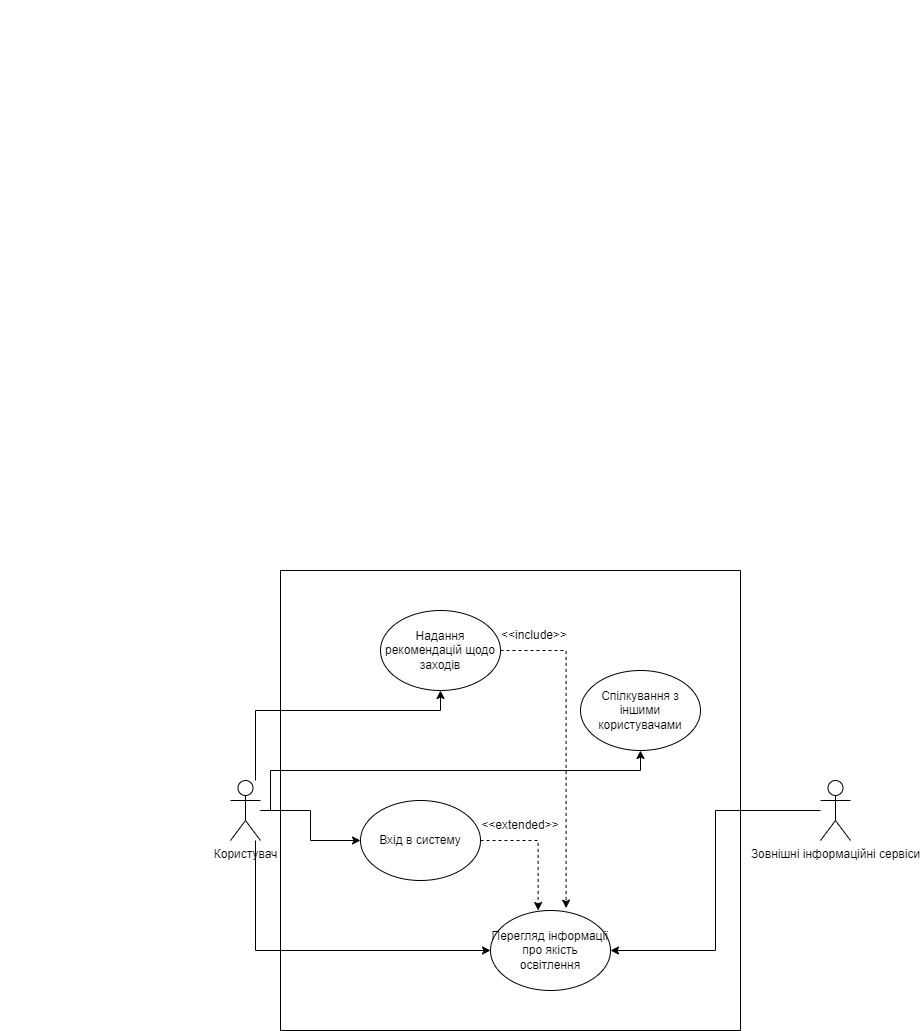 Надання
рекомендацій щодо
заходів
<<include>>
Спілкування з
іншими
користувачами
Вхід в систему
<<extended>>
Користувач
Зовнішні інформаційні сервіси
Перегляд інформації
про якість
освітлення